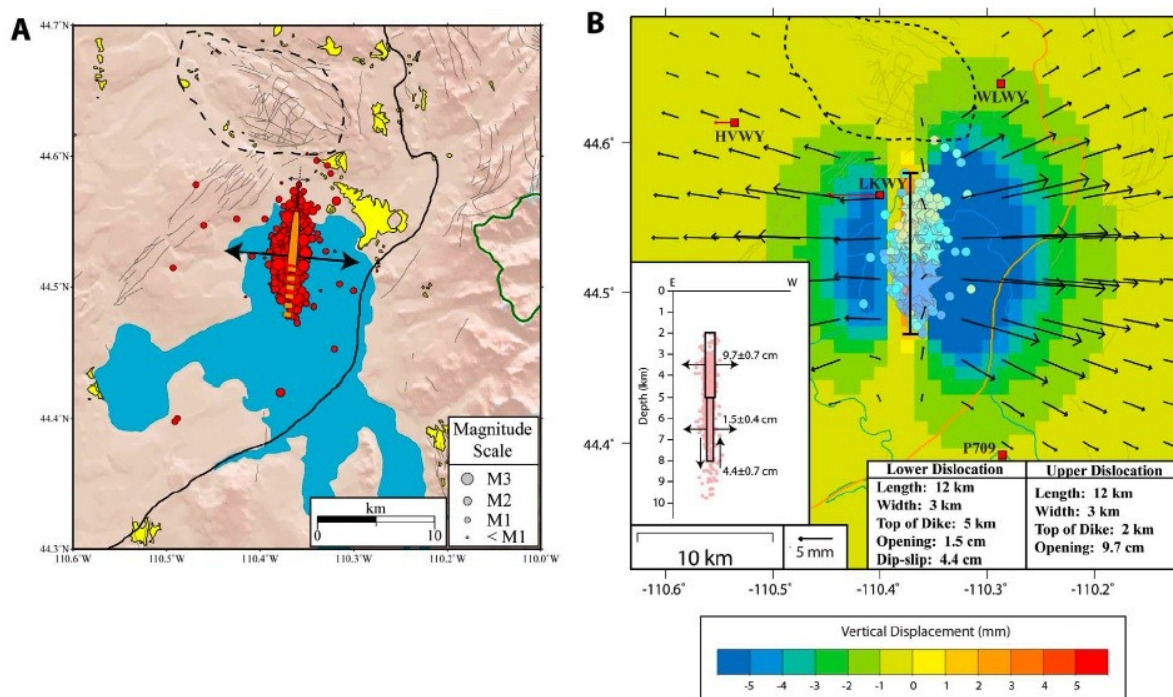 A
44.7˚N
44.6˚
44.5˚
44.4˚
44.3˚
110.6˚W
110.5˚
110.4˚W
110.3˚
110.2˚W
110.1˚
110.0˚W
km
0
10
Magnitude
Scale
M3
M2
M1
< M1
B
WLWY
HVWY
LKWY
P709
44.6
44.5
44.4
E
W
0
1
2
3
4
5
6
7
8
9
10
Depth (km)
9.7±0.7 cm
1.5±0.4 cm
4.4±0.7 cm
10 km
5 mm
Lower Dislocation
Length: 12 km
Width: 3 km
Top of Dike: 5 km
Opening: 1.5 cm
Dip-slip: 4.4 cm
Upper Dislocation
Length: 12 km
Width: 3 km
Top of Dike: 2 km
Opening: 9.7 cm
-110.6
-110.5
-110.4
-110.3
-110.2
Vertical Displacement (mm)
-5
-4
-3
-2
-1
0
1
2
3
4
5